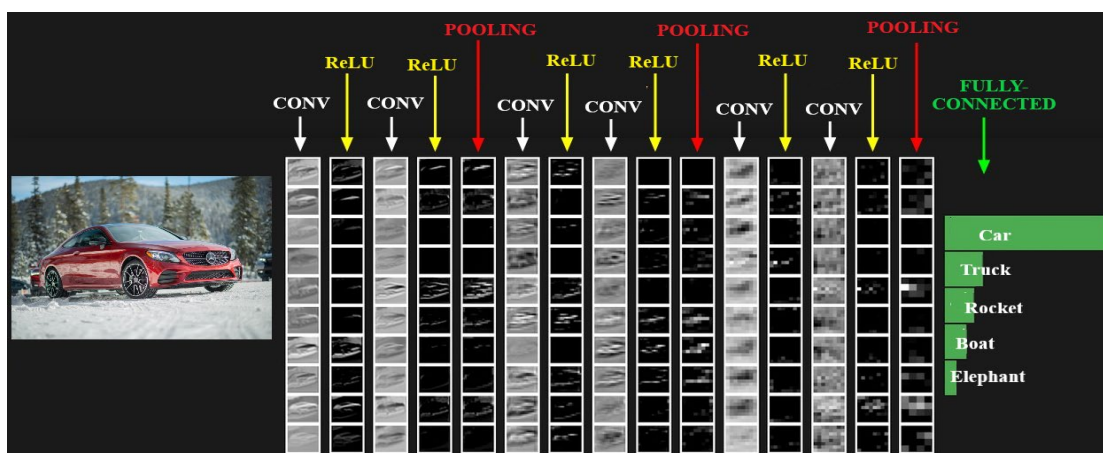 POOLING POOLING POOLING
ReLU ReLU ReLU ReLU ReLU ReLU
FULLY-
CONNECTED
CONV CONV CONV CONV CONV CONV
Car
Truck
Rocket
Boat
Elephant